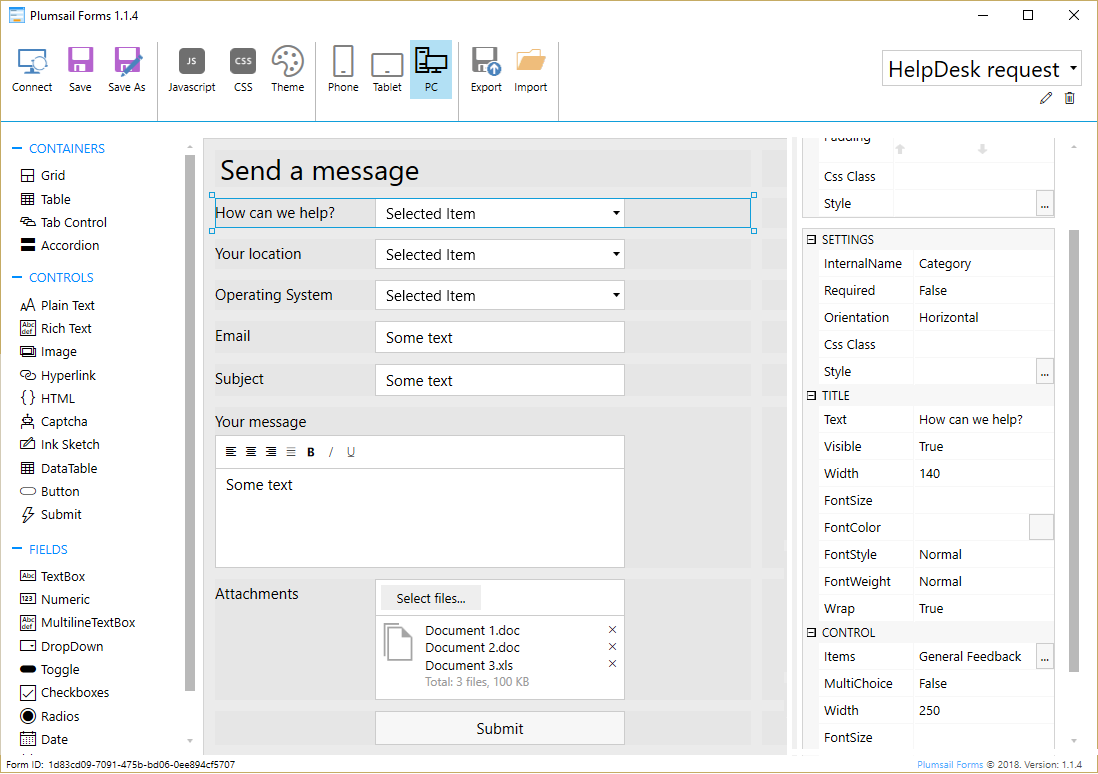 Plumsail Forms 1.1.4
Connect Save Save As Javascript CSS Theme Phone Tablet PC Export Import
JS CSS
HelpDesk request
CONTAINERS
Grid
Table
Tab Control
Accordion
CONTROLS
Plain Text
Rich Text
Image
Hyperlink
HTML
Captcha
Ink Sketch
DataTable
Button
Submit
FIELDS
TextBox
Numeric
MultilineTextBox
DropDown
Toggle
Checkboxes
Radios
Date
Send a message
How can we help? Selected Item
Your location Selected Item
Operating System Selected Item
Email Some text
Subject Some text
Your message
B I U
Some text
Attachments Select files...
Document 1.doc
Document 2.doc
Document 3.xls
Total: 3 files, 100 KB
Submit
Padding
Css Class
Style ...
SETTINGS
InternalName Category
Required False
Orientation Horizontal
Css Class
Style ...
TITLE
Text How can we help?
Visible True
Width 140
FontSize
FontColor
FontStyle Normal
FontWeight Normal
Wrap True
CONTROL
Items General Feedback ...
MultiChoice False
Width 250
FontSize
Form ID: 1d83cd09-7091-475b-bd06-0ee894cf5707
Plumsail Forms © 2018. Version: 1.1.4